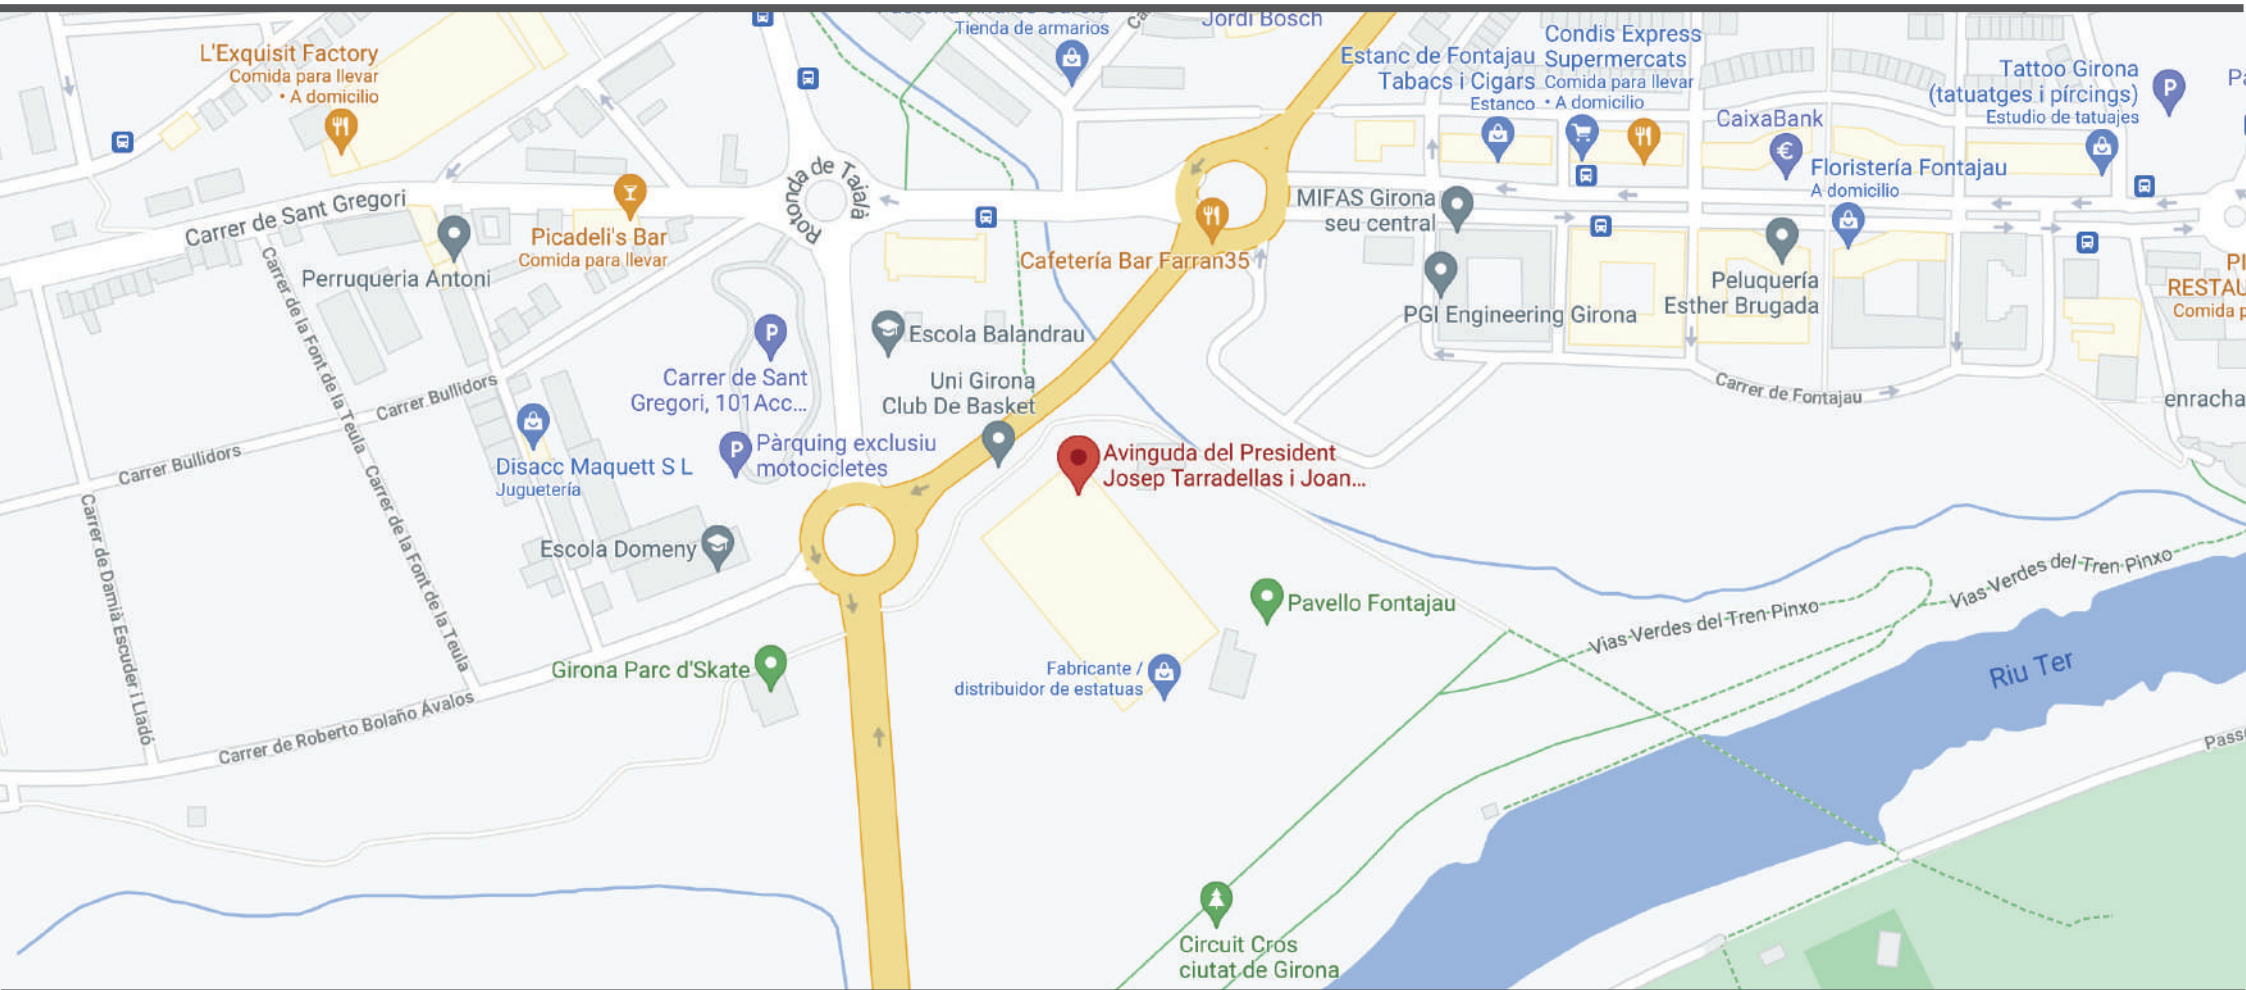 Tienda de armarios
Jordi Bosch
L'Exquisit Factory
Comida para llevar
• A domicilio
Estanc de Fontajau
Tabacs i Cigars
Estanco
Condis Express
Supermercats
Comida para llevar
• A domicilio
Tattoo Girona
(tatuatges i pírcings)
Estudio de tatuajes
P
CaixaBank
€
Floristería Fontajau
A domicilio
Rotonda de Taialà
Carrer de Sant Gregori
Picadeli's Bar
Comida para llevar
Perruqueria Antoni
MIFAS Girona
seu central
Cafetería Bar Farran35
PGI Engineering Girona
Peluquería
Esther Brugada
RESTAU
Comida p
Carrer de la Font de la Teula
Escola Balandrau
P
Carrer de Sant
Gregori, 101Acc...
Uni Girona
Club De Basket
Carrer Bullidors
Carrer de Fontajau
enracha
P
Pàrquing exclusiu
motocicletes
Avinguda del President
Josep Tarradellas i Joan...
Carrer Bullidors
Disacc Maquett S L
Juguetería
Carrer de la Font de la Teula
Carrer de Damià Escuder i Lladó
Escola Domeny
Pavello Fontajau
Vias Verdes del Tren Pinxo
Vias Verdes del Tren Pinxo
Girona Parc d'Skate
Fabricante /
distribuidor de estatuas
Riu Ter
Carrer de Roberto Bolaño Ávalos
Circuit Cros
ciutat de Girona